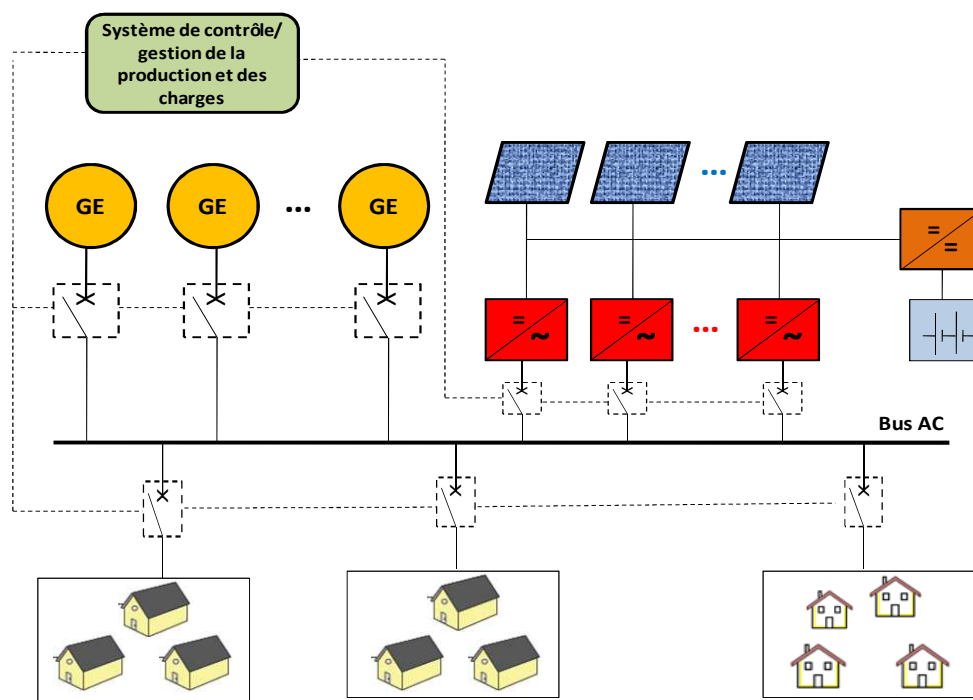 Système de contrôle/
gestion de la
production et des
charges
GE
GE
...
GE
...
=
=
=
~
=
~
...
=
~
Bus AC